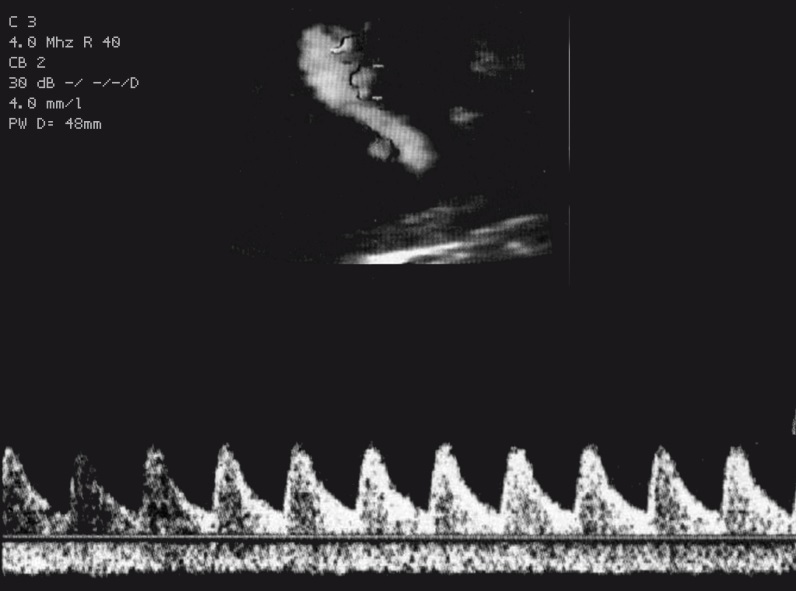 C 3
4.0 Mhz R 40
CB 2
30 dB -/ -/-/D
4.0 mm/l
PW D= 48mm